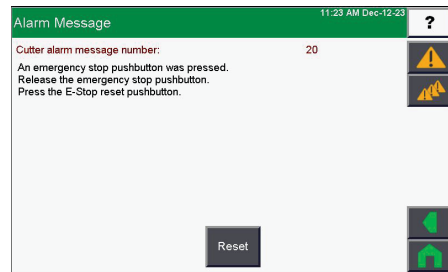 Alarm Message
11:23 AM Dec-12-23
?
Cutter alarm message number: 20
An emergency stop pushbutton was pressed.
Release the emergency stop pushbutton.
Press the E-Stop reset pushbutton.
Reset